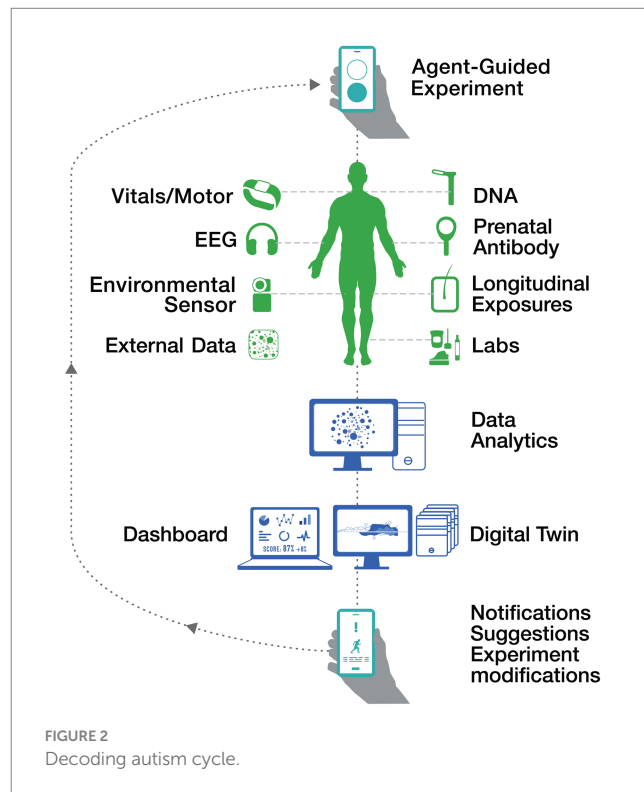 Agent-Guided
Experiment
Vitals/Motor
DNA
EEG
Prenatal
Antibody
Environmental
Sensor
Longitudinal
Exposures
External Data
Labs
Data
Analytics
Dashboard
SCORE: 87% +8%
Digital Twin
!
Notifications
Suggestions
Experiment
modifications
FIGURE 2
Decoding autism cycle.